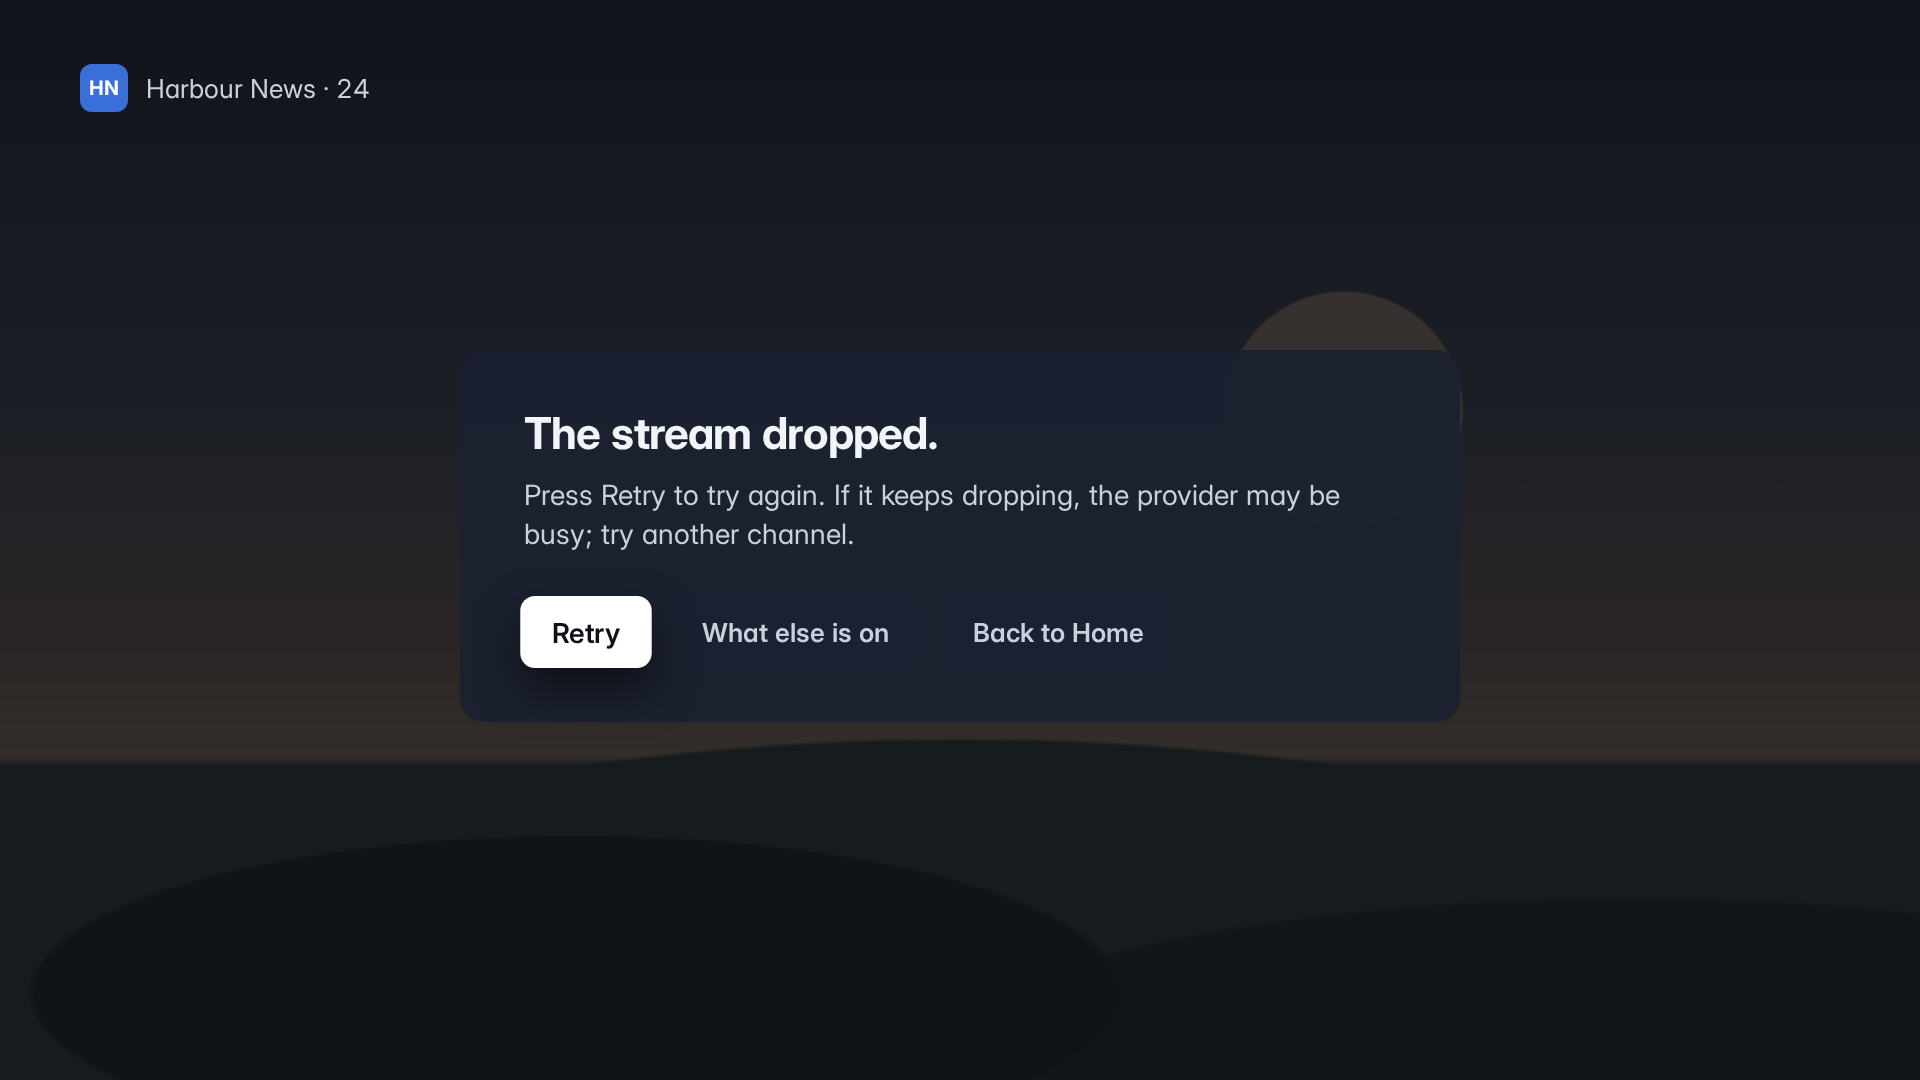 HN
Harbour News · 24
The stream dropped.
Press Retry to try again. If it keeps dropping, the provider may be
busy; try another channel.
Retry
What else is on
Back to Home